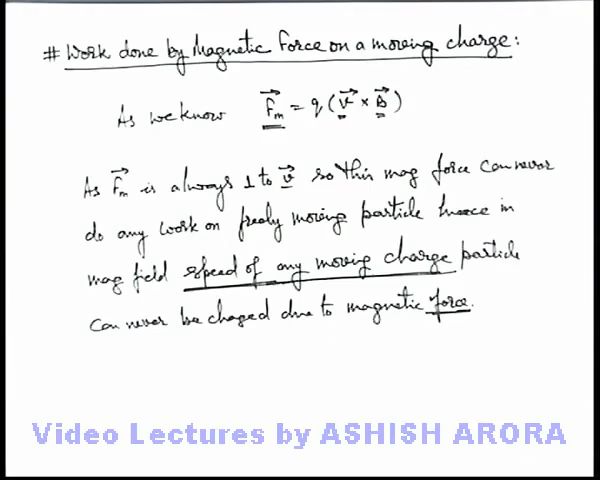 # Work done by Magnetic Force on a moving charge:
As we know F⃗m = q (v⃗ × B⃗)
As F⃗m is always ⊥ to v⃗ so this mag force can never
do any work on freely moving particle hence in
mag field speed of any moving charge particle
can never be chaged due to magnetic force.
Video Lectures by ASHISH ARORA